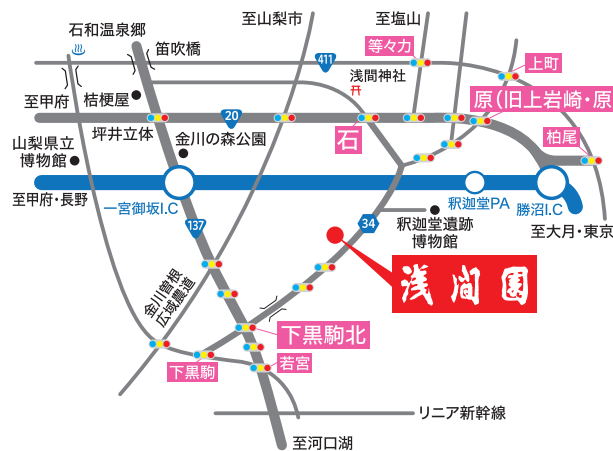 石和温泉郷
笛吹橋
至山梨市
至塩山
等々力
411
浅間神社
上町
至甲府
桔梗屋
坪井立体
20
金川の森公園
石
原(旧上岩崎・原
柏尾
山梨県立
博物館
至甲府・長野
一宮御坂I.C
釈迦堂PA
勝沼I.C
137
34
釈迦堂遺跡
博物館
至大月・東京
浅間園
金川曽根
広域農道
下黒駒北
下黒駒
若宮
リニア新幹線
至河口湖